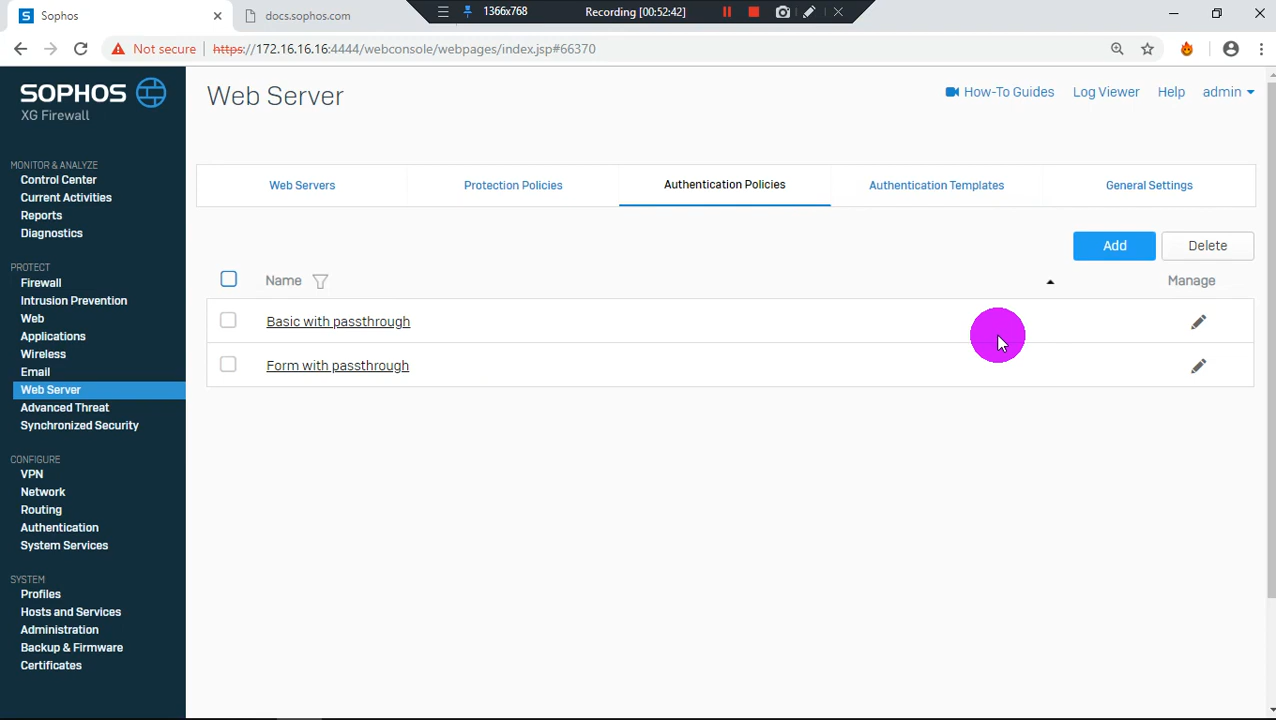 Sophos
docs.sophos.com
1366x768
Recording [00:52:42]
Not secure
https://172.16.16.16:4444/webconsole/webpages/index.jsp#66370
SOPHOS
XG Firewall
MONITOR & ANALYZE
Control Center
Current Activities
Reports
Diagnostics
PROTECT
Firewall
Intrusion Prevention
Web
Applications
Wireless
Email
Web Server
Advanced Threat
Synchronized Security
CONFIGURE
VPN
Network
Routing
Authentication
System Services
SYSTEM
Profiles
Hosts and Services
Administration
Backup & Firmware
Certificates
Web Server
How-To Guides
Log Viewer
Help
admin
Web Servers
Protection Policies
Authentication Policies
Authentication Templates
General Settings
Add
Delete
Name
Manage
Basic with passthrough
Form with passthrough